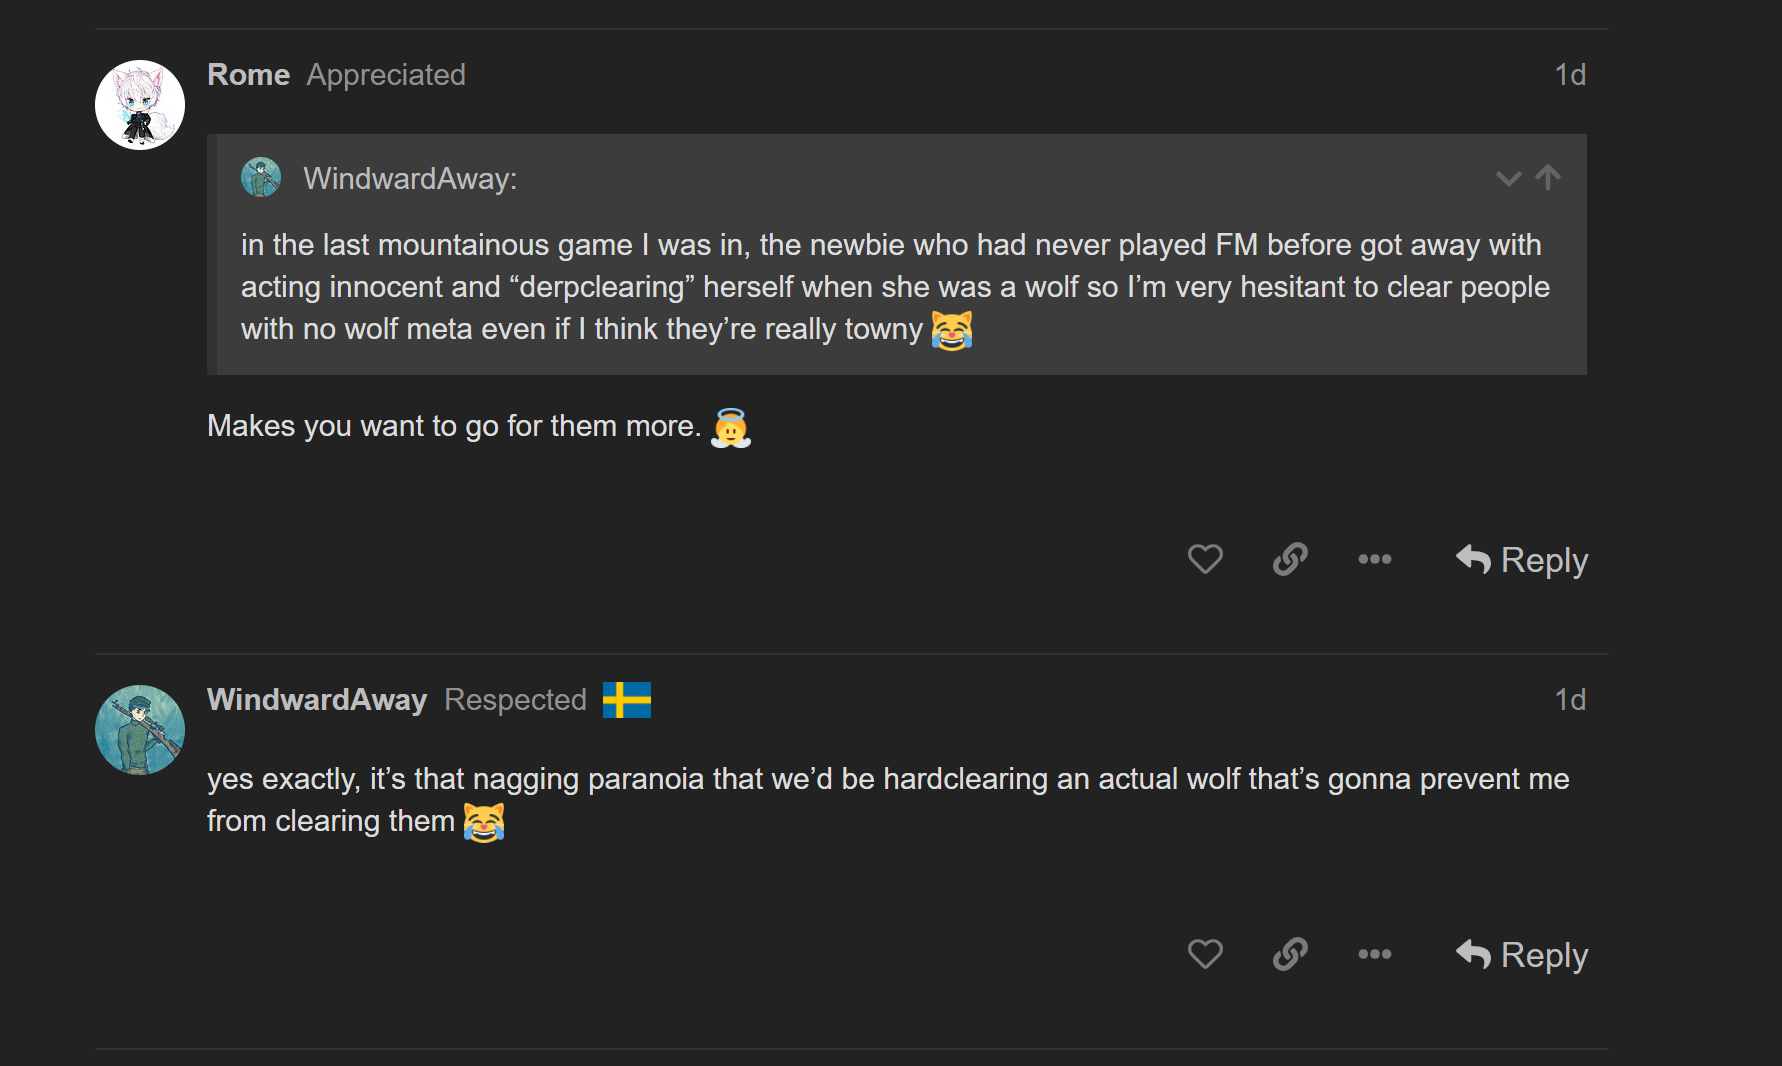 Rome Appreciated 1d
WindwardAway:
in the last mountainous game I was in, the newbie who had never played FM before got away with
acting innocent and “derpclearing” herself when she was a wolf so I’m very hesitant to clear people
with no wolf meta even if I think they’re really towny
Makes you want to go for them more.
Reply
WindwardAway Respected 1d
yes exactly, it’s that nagging paranoia that we’d be hardclearing an actual wolf that’s gonna prevent me
from clearing them
Reply